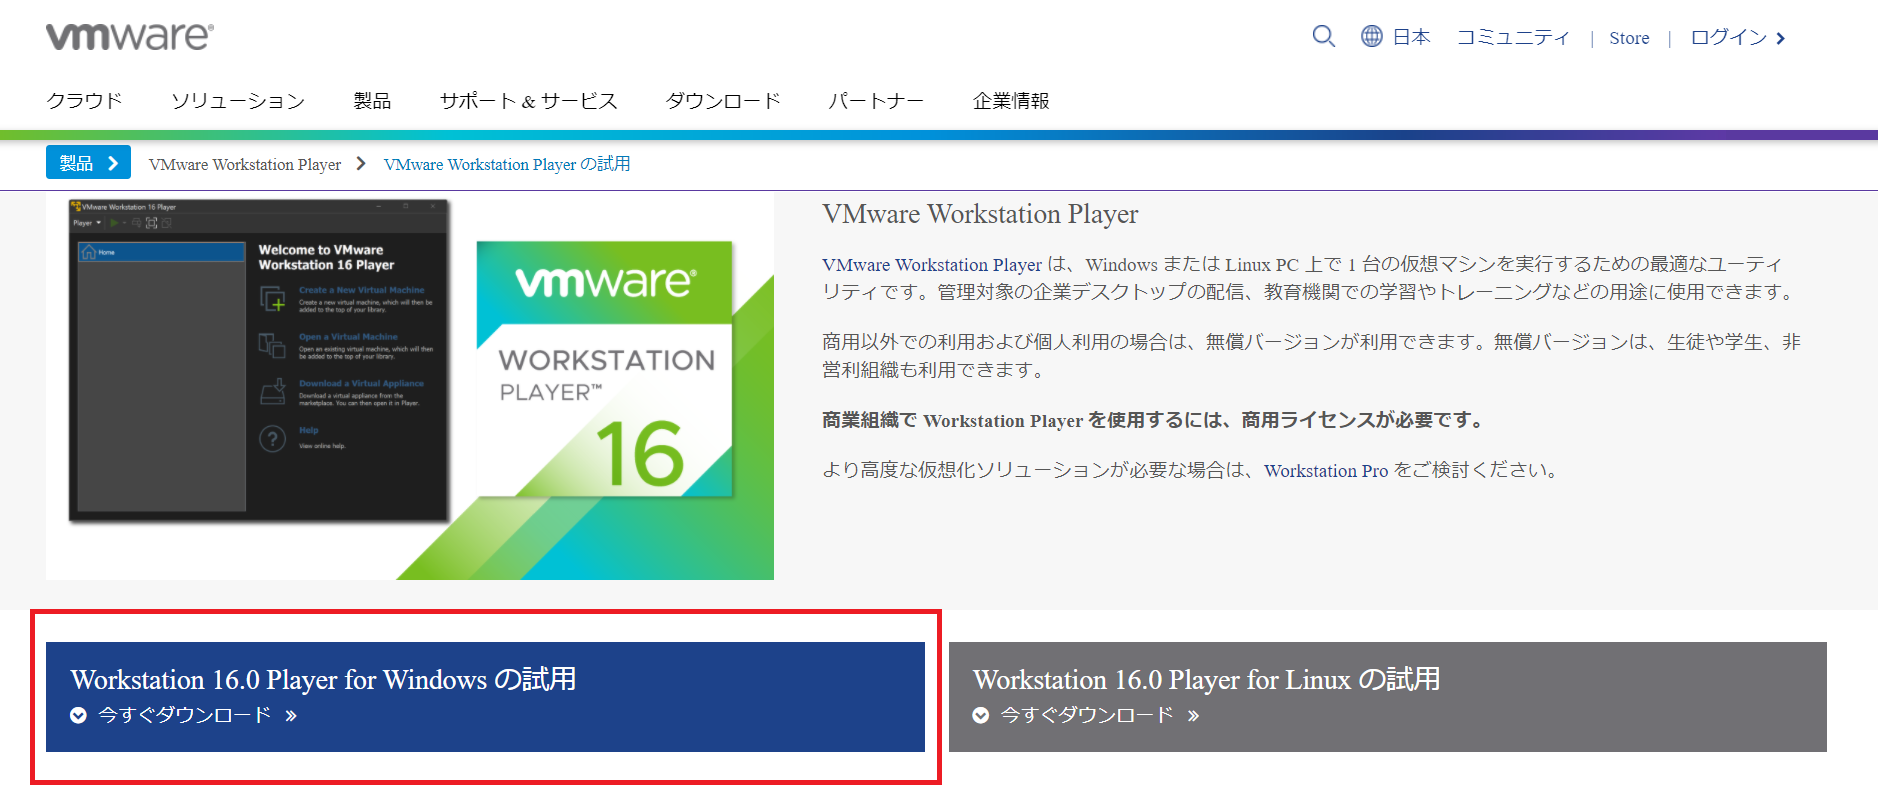 vmware®
日本 コミュニティ | Store | ログイン
クラウド ソリューション 製品 サポート & サービス ダウンロード パートナー 企業情報
製品 VMware Workstation Player VMware Workstation Player の試用
VMware Workstation 16 Player
Player
Home
Welcome to VMware
Workstation 16 Player
Create a New Virtual Machine
Create a new virtual machine, which will then be
added to the top of your library.
Open a Virtual Machine
Open an existing virtual machine, which will then
be added to the top of your library.
Download a Virtual Appliance
Download a virtual appliance from the
marketplace. You can then open it in Player.
Help
View online help.
vmware®
WORKSTATION
PLAYER™
16
VMware Workstation Player
VMware Workstation Player は、Windows または Linux PC 上で 1 台の仮想マシンを実行するための最適なユーティ
リティです。管理対象の企業デスクトップの配信、教育機関での学習やトレーニングなどの用途に使用できます。
商用以外での利用および個人利用の場合は、無償バージョンが利用できます。無償バージョンは、生徒や学生、非
営利組織も利用できます。
商業組織で Workstation Player を使用するには、商用ライセンスが必要です。
より高度な仮想化ソリューションが必要な場合は、Workstation Pro をご検討ください。
Workstation 16.0 Player for Windows の試用
今すぐダウンロード »
Workstation 16.0 Player for Linux の試用
今すぐダウンロード »